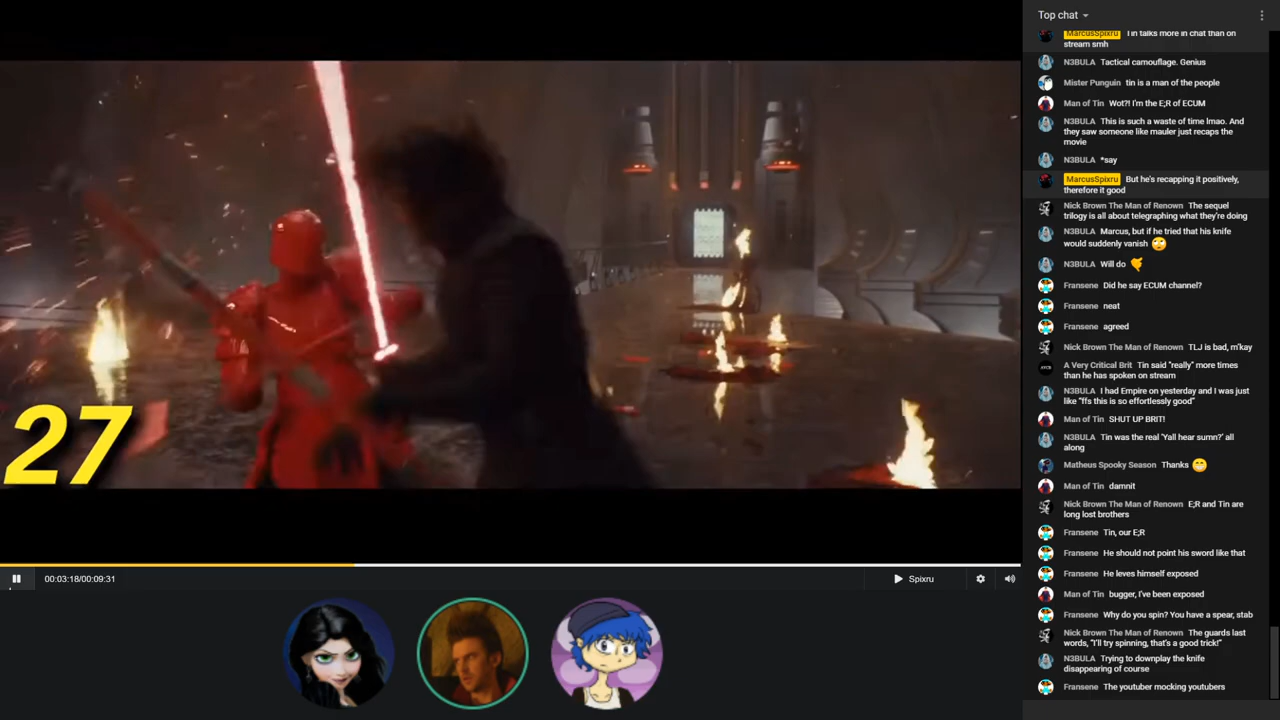 27
00:03:18/00:09:31
Spixru
Top chat
MarcusSpixru Tin talks more in chat than on
stream smh
N3BULA Tactical camouflage. Genius
Mister Punguin tin is a man of the people
Man of Tin Wot?! I'm the E;R of ECUM
N3BULA This is such a waste of time lmao. And
they saw someone like mauler just recaps the
movie
N3BULA *say
MarcusSpixru But he's recapping it positively,
therefore it good
Nick Brown The Man of Renown The sequel
trilogy is all about telegraphing what they're doing
N3BULA Marcus, but if he tried that his knife
would suddenly vanish 🙄
N3BULA Will do
Fransene Did he say ECUM channel?
Fransene neat
Fransene agreed
Nick Brown The Man of Renown TLJ is bad, m'kay
AVCB A Very Critical Brit Tin said "really" more times
than he has spoken on stream
N3BULA I had Empire on yesterday and I was just
like "ffs this is so effortlessly good"
Man of Tin SHUT UP BRIT!
N3BULA Tin was the real 'Yall hear sumn?' all
along
Matheus Spooky Season Thanks 😁
Man of Tin damnit
Nick Brown The Man of Renown E;R and Tin are
long lost brothers
Fransene Tin, our E;R
Fransene He should not point his sword like that
Fransene He leves himself exposed
Man of Tin bugger, I've been exposed
Fransene Why do you spin? You have a spear, stab
Nick Brown The Man of Renown The guards last
words, "I'll try spinning, that's a good trick!"
N3BULA Trying to downplay the knife
disappearing of course
Fransene The youtuber mocking youtubers